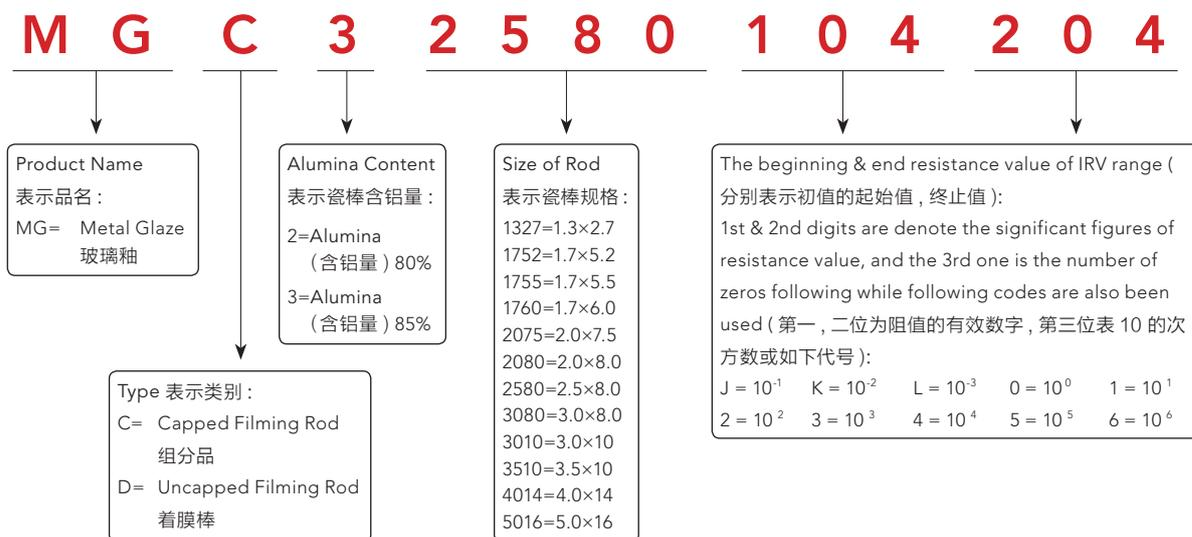 M G C 3 2 5 8 0 1 0 4 2 0 4
Product Name
表示品名 :
MG= Metal Glaze
玻璃釉
Type 表示类别 :
C= Capped Filming Rod
组分品
D= Uncapped Filming Rod
着膜棒
Alumina Content
表示瓷棒含铝量 :
2=Alumina
(含铝量 ) 80%
3=Alumina
(含铝量 ) 85%
Size of Rod
表示瓷棒规格 :
1327=1.3×2.7
1752=1.7×5.2
1755=1.7×5.5
1760=1.7×6.0
2075=2.0×7.5
2080=2.0×8.0
2580=2.5×8.0
3080=3.0×8.0
3010=3.0×10
3510=3.5×10
4014=4.0×14
5016=5.0×16
The beginning & end resistance value of IRV range (
分别表示初值的起始值 , 终止值 ):
1st & 2nd digits are denote the significant figures of
resistance value, and the 3rd one is the number of
zeros following while following codes are also been
used ( 第一 , 二位为阻值的有效数字 , 第三位表 10 的次
方数或如下代号 ):
J = 10⁻¹ K = 10⁻² L = 10⁻³ 0 = 10⁰ 1 = 10¹
2 = 10² 3 = 10³ 4 = 10⁴ 5 = 10⁵ 6 = 10⁶